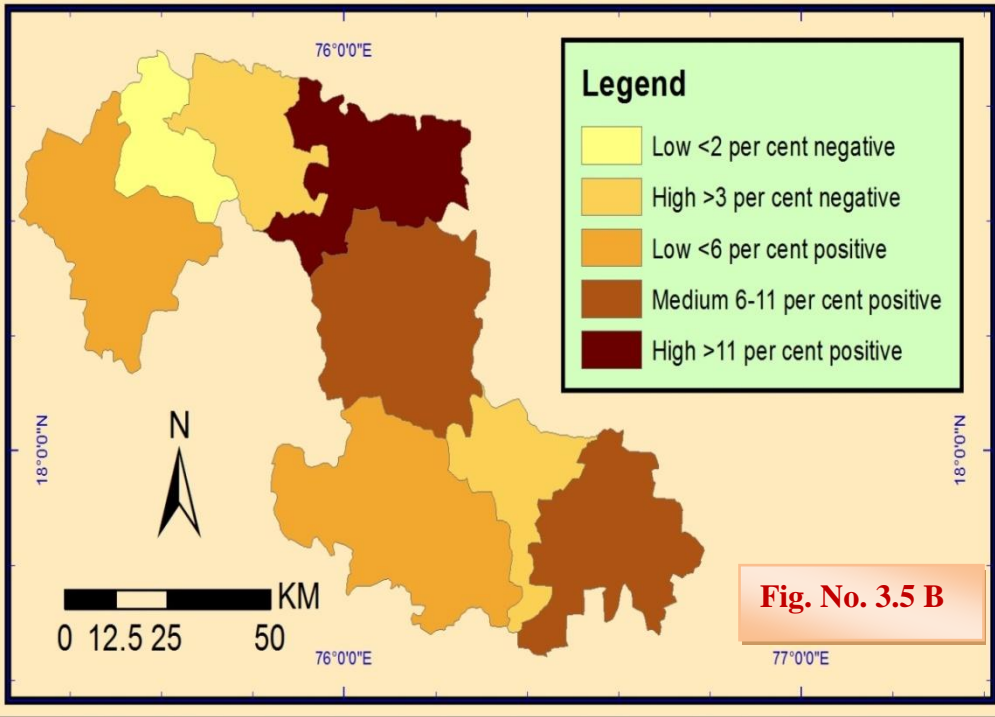 76°0'0"E
Legend
Low <2 per cent negative
High >3 per cent negative
Low <6 per cent positive
Medium 6-11 per cent positive
High >11 per cent positive
18°0'0"N
18°0'0"N
N
KM
0 12.5 25 50
Fig. No. 3.5 B
76°0'0"E
77°0'0"E